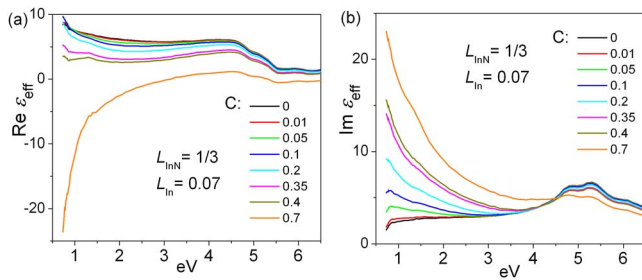 (a)
10
0
-10
-20
Re ε_eff
C:
0
0.01
0.05
0.1
0.2
0.35
0.4
0.7
L_InN = 1/3
L_In = 0.07
1 2 3 4 5 6
eV
(b)
20
10
0
Im ε_eff
L_InN = 1/3
L_In = 0.07
C:
0
0.01
0.05
0.1
0.2
0.35
0.4
0.7
1 2 3 4 5 6
eV